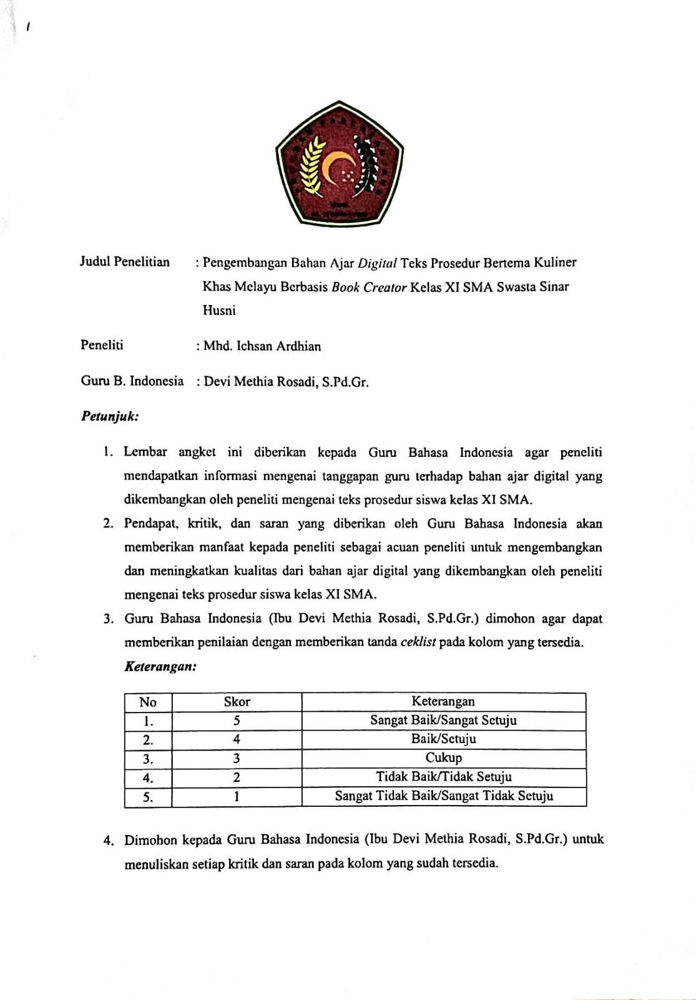 1
Judul Penelitian : Pengembangan Bahan Ajar Digital Teks Prosedur Bertema Kuliner
Khas Melayu Berbasis Book Creator Kelas XI SMA Swasta Sinar
Husni
Peneliti : Mhd. Ichsan Ardhian
Guru B. Indonesia : Devi Methia Rosadi, S.Pd.Gr.
Petunjuk:
1. Lembar angket ini diberikan kepada Guru Bahasa Indonesia agar peneliti
mendapatkan informasi mengenai tanggapan guru terhadap bahan ajar digital yang
dikembangkan oleh peneliti mengenai teks prosedur siswa kelas XI SMA.
2. Pendapat, kritik, dan saran yang diberikan oleh Guru Bahasa Indonesia akan
memberikan manfaat kepada peneliti sebagai acuan peneliti untuk mengembangkan
dan meningkatkan kualitas dari bahan ajar digital yang dikembangkan oleh peneliti
mengenai teks prosedur siswa kelas XI SMA.
3. Guru Bahasa Indonesia (Ibu Devi Methia Rosadi, S.Pd.Gr.) dimohon agar dapat
memberikan penilaian dengan memberikan tanda ceklist pada kolom yang tersedia.
Keterangan:
No Skor Keterangan
1. 5 Sangat Baik/Sangat Setuju
2. 4 Baik/Setuju
3. 3 Cukup
4. 2 Tidak Baik/Tidak Setuju
5. 1 Sangat Tidak Baik/Sangat Tidak Setuju
4. Dimohon kepada Guru Bahasa Indonesia (Ibu Devi Methia Rosadi, S.Pd.Gr.) untuk
menuliskan setiap kritik dan saran pada kolom yang sudah tersedia.